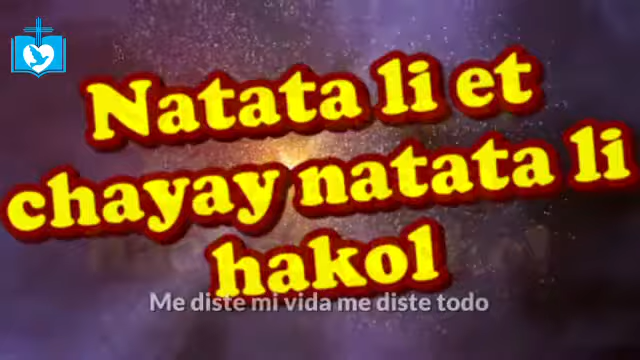 Natata li et
chayay natata li
hakol
Me diste mi vida me diste todo